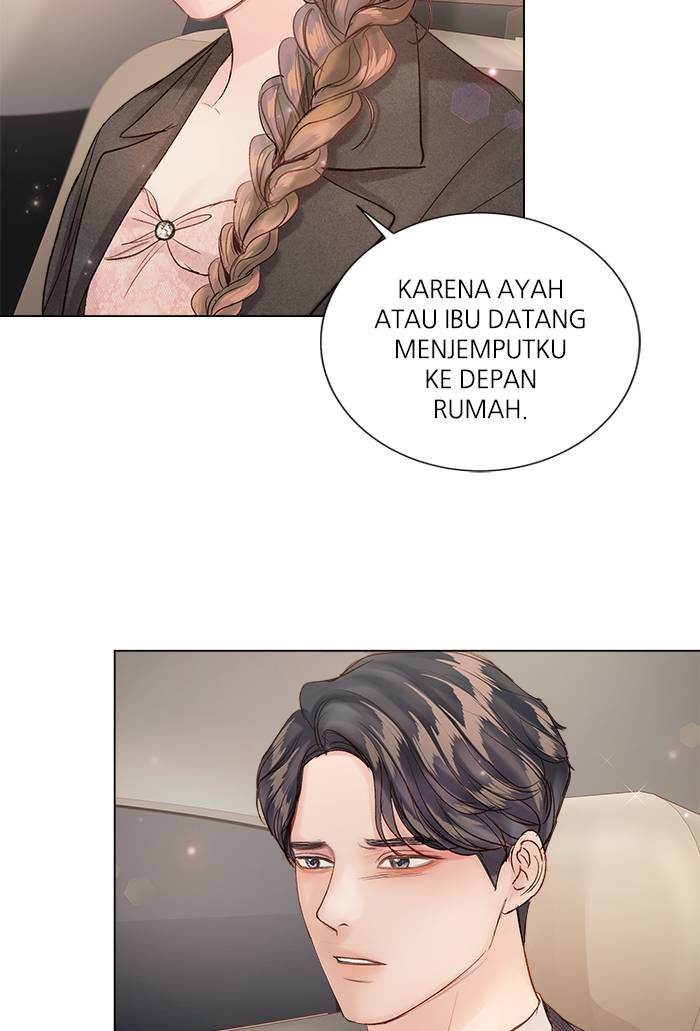 KARENA AYAH
ATAU IBU DATANG
MENJEMPUTKU
KE DEPAN
RUMAH.